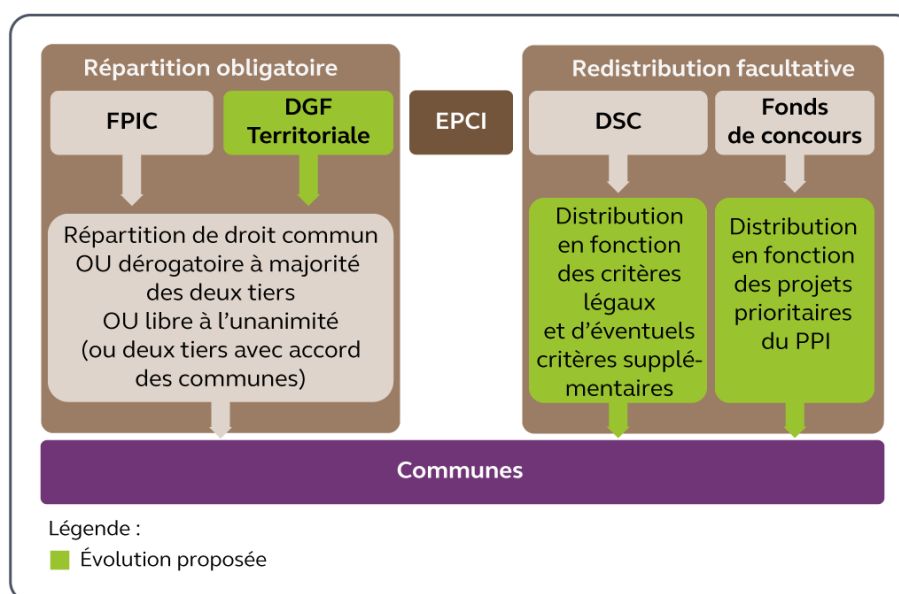 Répartition obligatoire
FPIC
DGF
Territoriale
Répartition de droit commun
OU dérogatoire à majorité
des deux tiers
OU libre à l'unanimité
(ou deux tiers avec accord
des communes)
EPCI
Redistribution facultative
DSC
Fonds
de concours
Distribution
en fonction
des critères
légaux
et d'éventuels
critères supplé-
mentaires
Distribution
en fonction
des projets
prioritaires
du PPI
Communes
Légende :
Évolution proposée